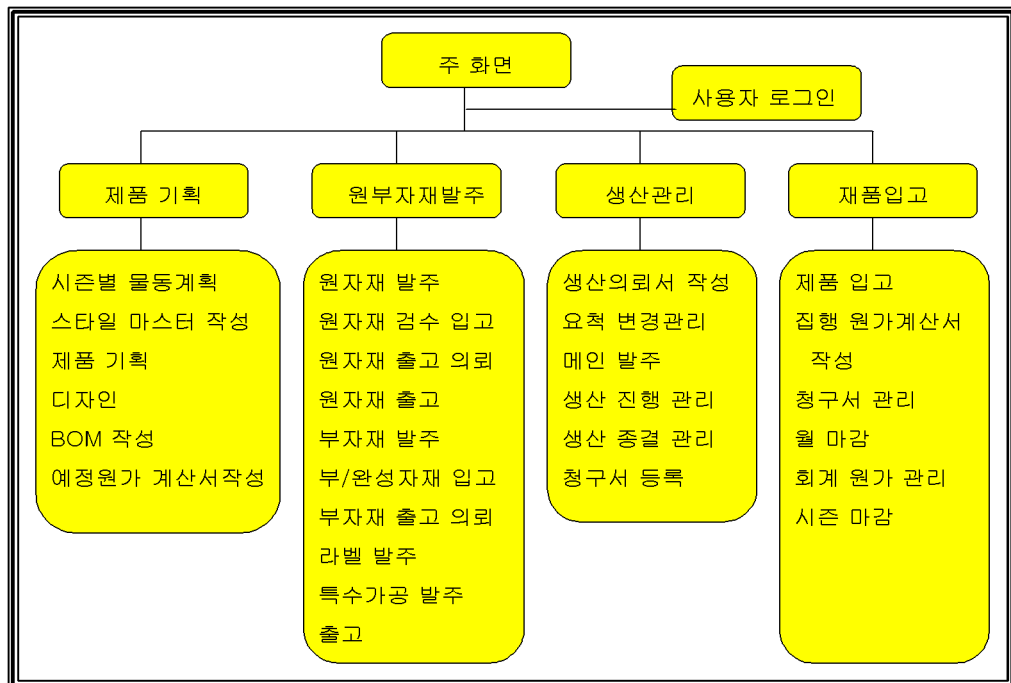 주 화면
사용자 로그인
제품 기획
원부자재발주
생산관리
재품입고
시즌별 물동계획
스타일 마스터 작성
제품 기획
디자인
BOM 작성
예정원가 계산서작성
원자재 발주
원자재 검수 입고
원자재 출고 의뢰
원자재 출고
부자재 발주
부/완성자재 입고
부자재 출고 의뢰
라벨 발주
특수가공 발주
출고
생산의뢰서 작성
요척 변경관리
메인 발주
생산 진행 관리
생산 종결 관리
청구서 등록
제품 입고
집행 원가계산서
작성
청구서 관리
월 마감
회계 원가 관리
시즌 마감